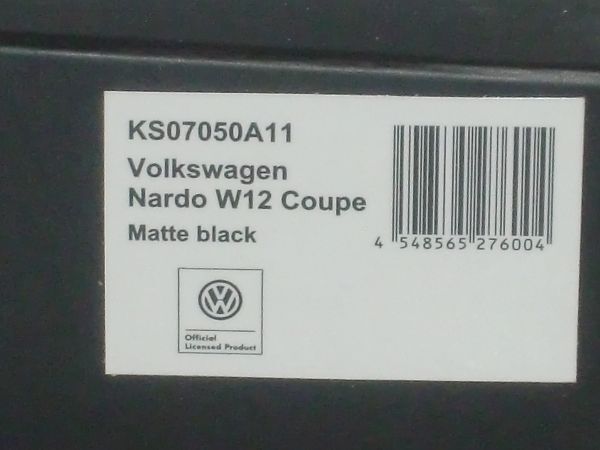 KS07050A11
Volkswagen
Nardo W12 Coupe
Matte black
4 548565 276004
Official
Licensed Product